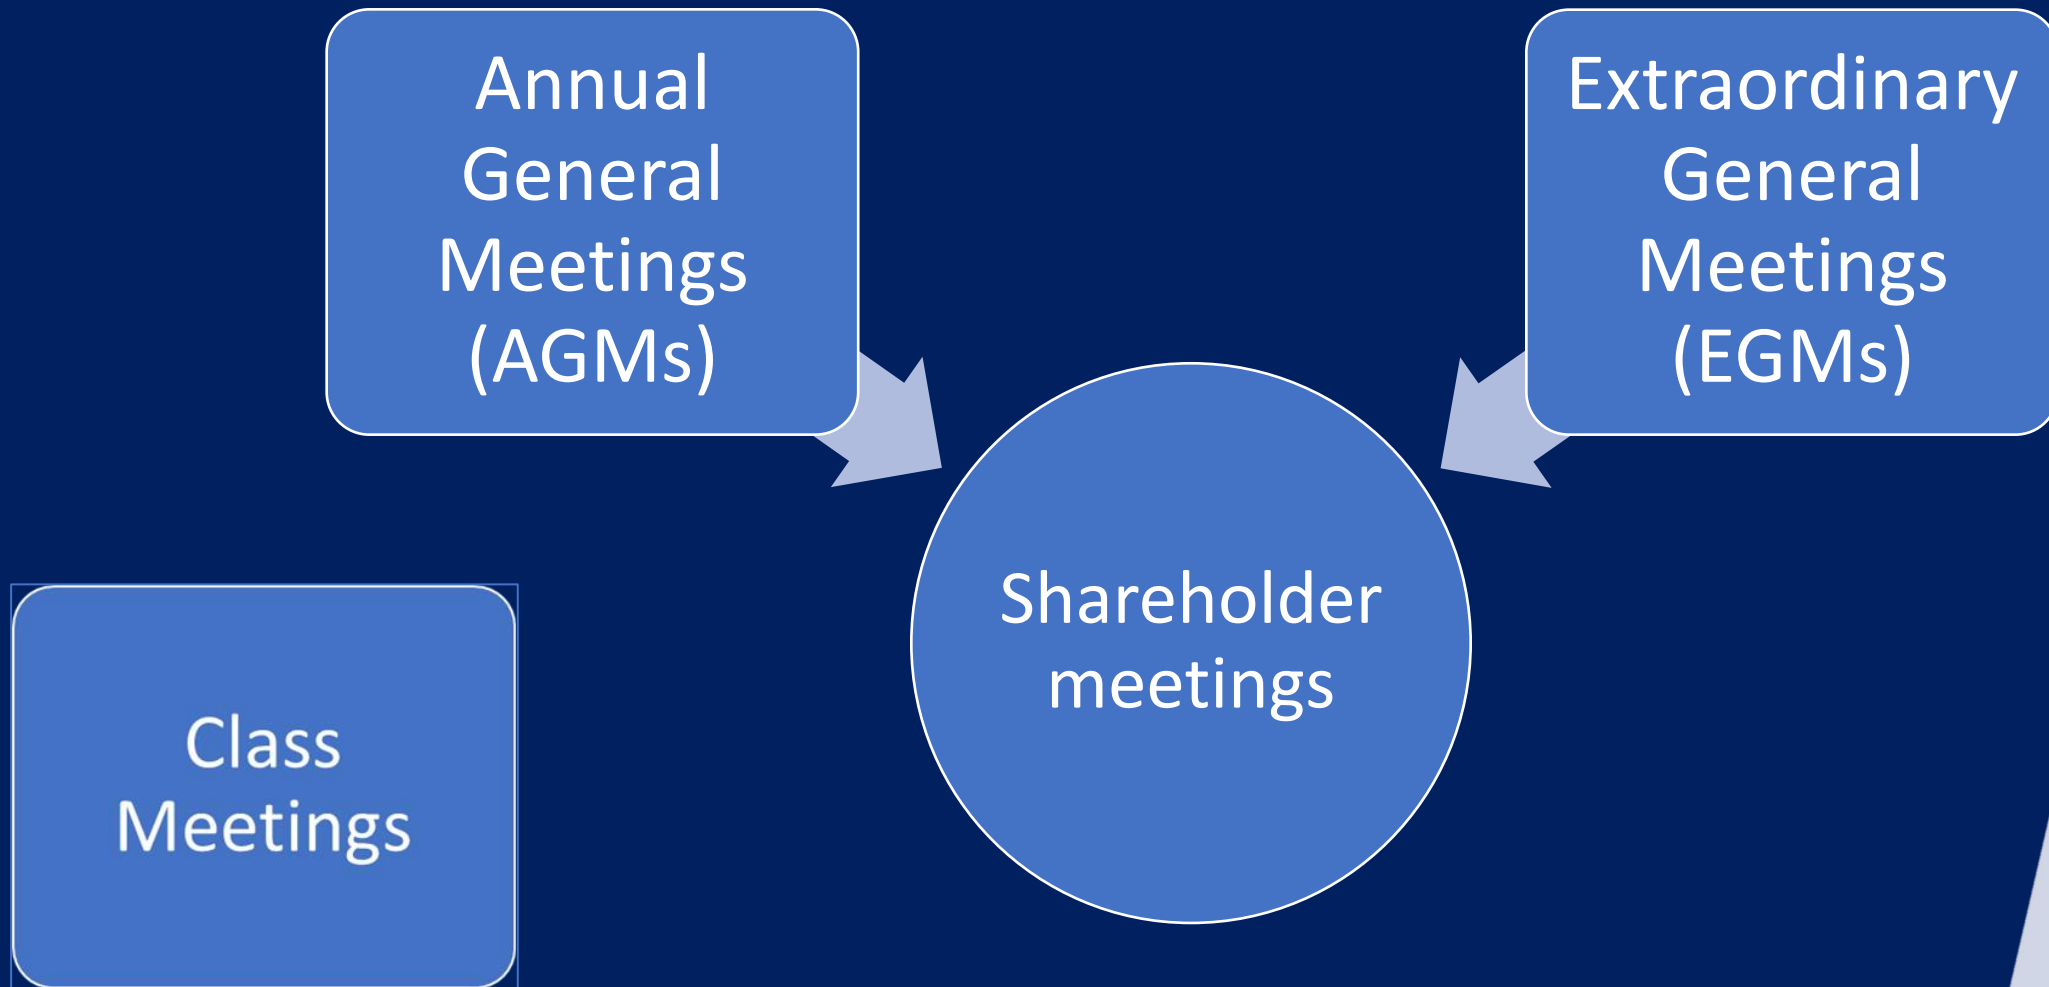 Annual
General
Meetings
(AGMs)
Extraordinary
General
Meetings
(EGMs)
Shareholder
meetings
Class
Meetings